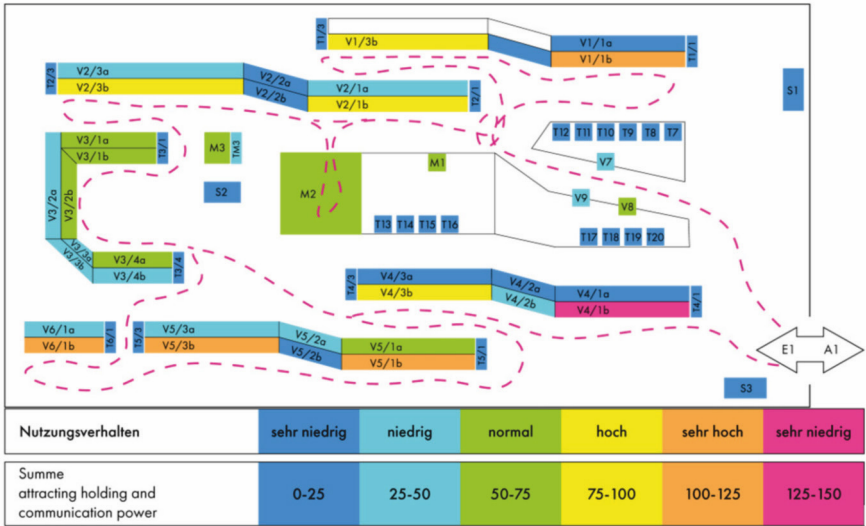 T1/3
V1/3b
V1/1a
V1/1b
T1/1
T2/3
V2/3a
V2/3b
V2/2a
V2/2b
V2/1a
V2/1b
T2/1
S1
V3/1a
V3/1b
T3/1
M3
TM3
T12 T11 T10 T9 T8 T7
V7
M1
M2
S2
V3/2a
V3/2b
V9
V8
T13 T14 T15 T16
T17 T18 T19 T20
V3/3a
V3/3b
V3/4a
V3/4b
T3/4
T4/3
V4/3a
V4/3b
V4/2a
V4/2b
V4/1a
V4/1b
T4/1
V6/1a
V6/1b
T6/1
T5/3
V5/3a
V5/3b
V5/2a
V5/2b
V5/1a
V5/1b
T5/1
E1 A1
S3
Nutzungsverhalten sehr niedrig niedrig normal hoch sehr hoch sehr niedrig
Summe
attracting holding and
communication power
0-25 25-50 50-75 75-100 100-125 125-150